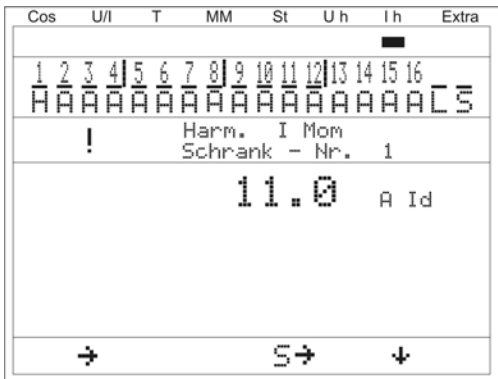 Cos U/I T MM St U h I h Extra
1 2 3 4 5 6 7 8 9 10 11 12 13 14 15 16
H A A A A A A A A A A A A A A A L S
! Harm. I Mom
Schrank - Nr. 1
11.0 A Id
→ S→ ↓